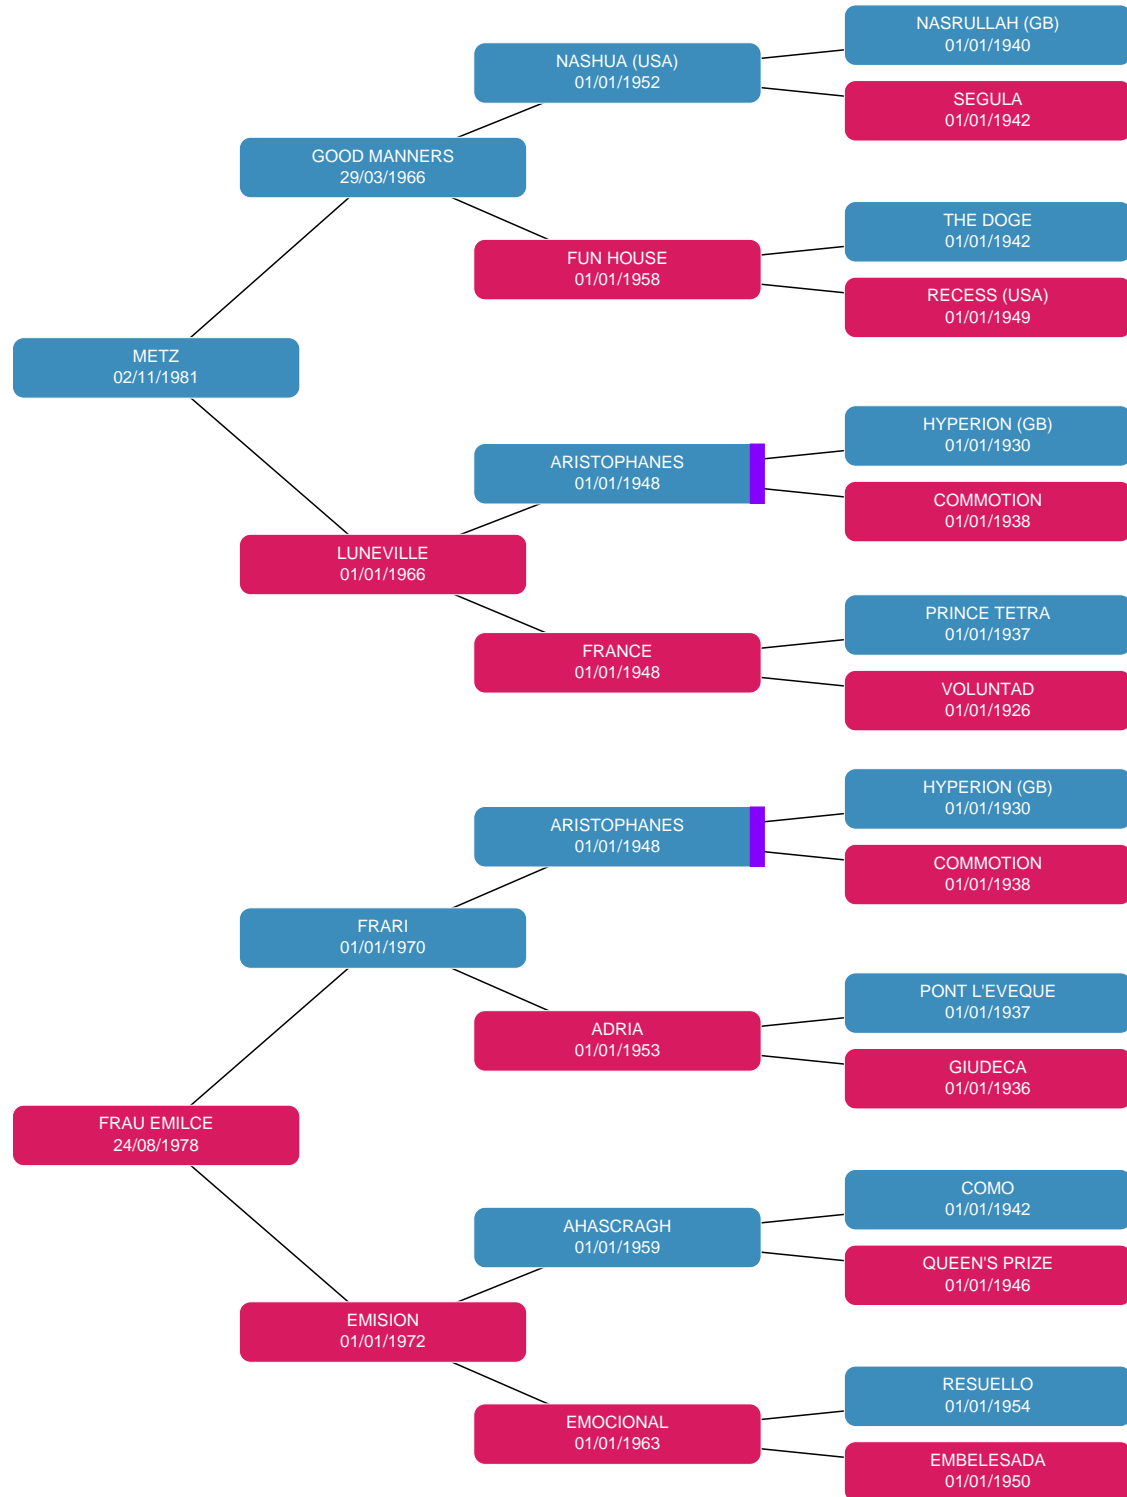 NASRULLAH (GB)
01/01/1940
NASHUA (USA)
01/01/1952
SEGULA
01/01/1942
GOOD MANNERS
29/03/1966
THE DOGE
01/01/1942
FUN HOUSE
01/01/1958
RECESS (USA)
01/01/1949
METZ
02/11/1981
HYPERION (GB)
01/01/1930
ARISTOPHANES
01/01/1948
COMMOTION
01/01/1938
LUNEVILLE
01/01/1966
PRINCE TETRA
01/01/1937
FRANCE
01/01/1948
VOLUNTAD
01/01/1926
HYPERION (GB)
01/01/1930
ARISTOPHANES
01/01/1948
COMMOTION
01/01/1938
FRARI
01/01/1970
PONT L'EVEQUE
01/01/1937
ADRIA
01/01/1953
GIUDECA
01/01/1936
FRAU EMILCE
24/08/1978
COMO
01/01/1942
AHASCRAGH
01/01/1959
QUEEN'S PRIZE
01/01/1946
EMISION
01/01/1972
RESUELLO
01/01/1954
EMOCIONAL
01/01/1963
EMBELESADA
01/01/1950